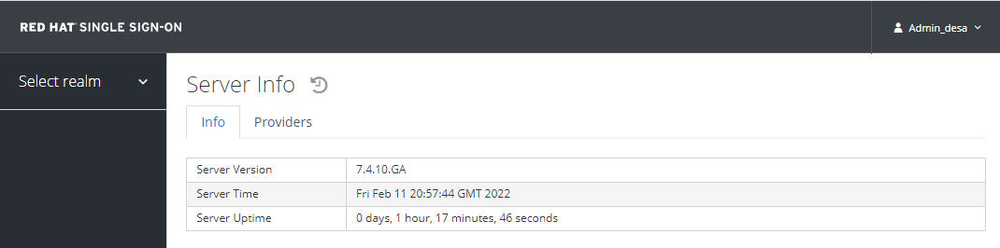 RED HAT® SINGLE SIGN-ON
Admin_desa
Select realm
Server Info
Info Providers
Server Version 7.4.10.GA
Server Time Fri Feb 11 20:57:44 GMT 2022
Server Uptime 0 days, 1 hour, 17 minutes, 46 seconds